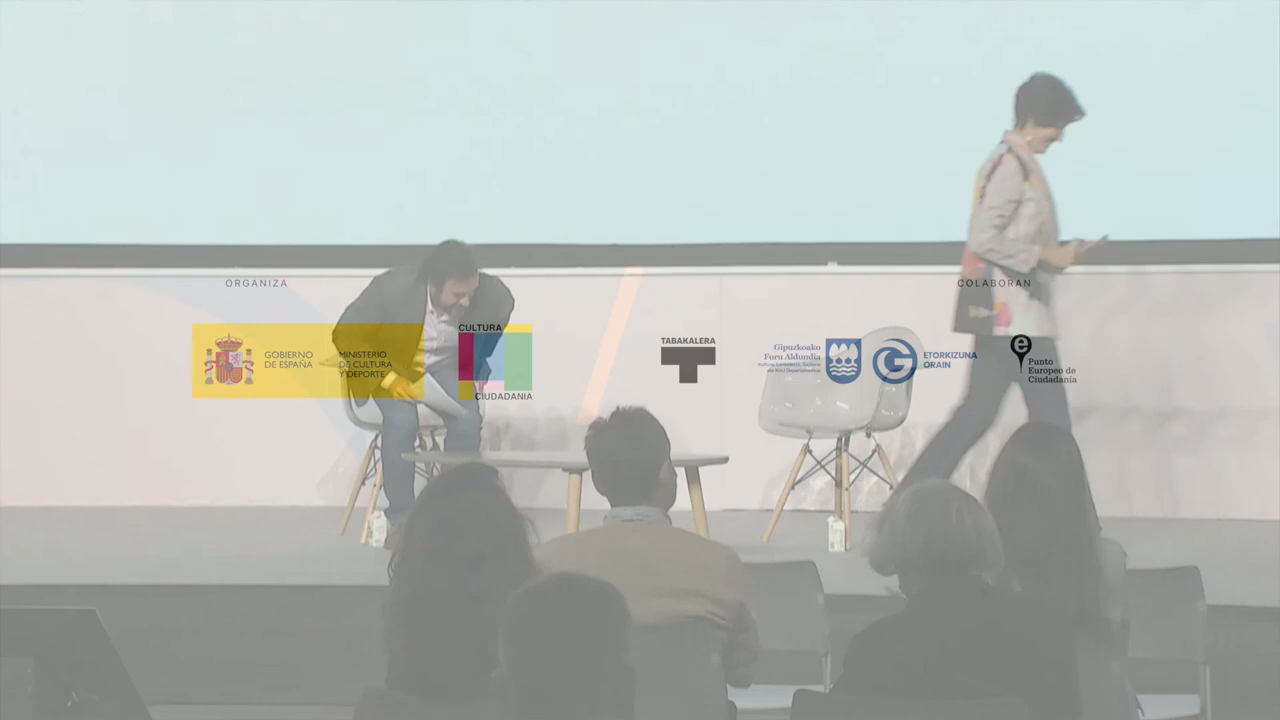 ORGANIZA
COLABORAN
GOBIERNO
DE ESPAÑA
MINISTERIO
DE CULTURA
Y DEPORTE
CULTURA
CIUDADANIA
TABAKALERA
Gipuzkoako
Foru Aldundia
ETORKIZUNA
ORAIN
e
Punto
Europeo de
Ciudadanía